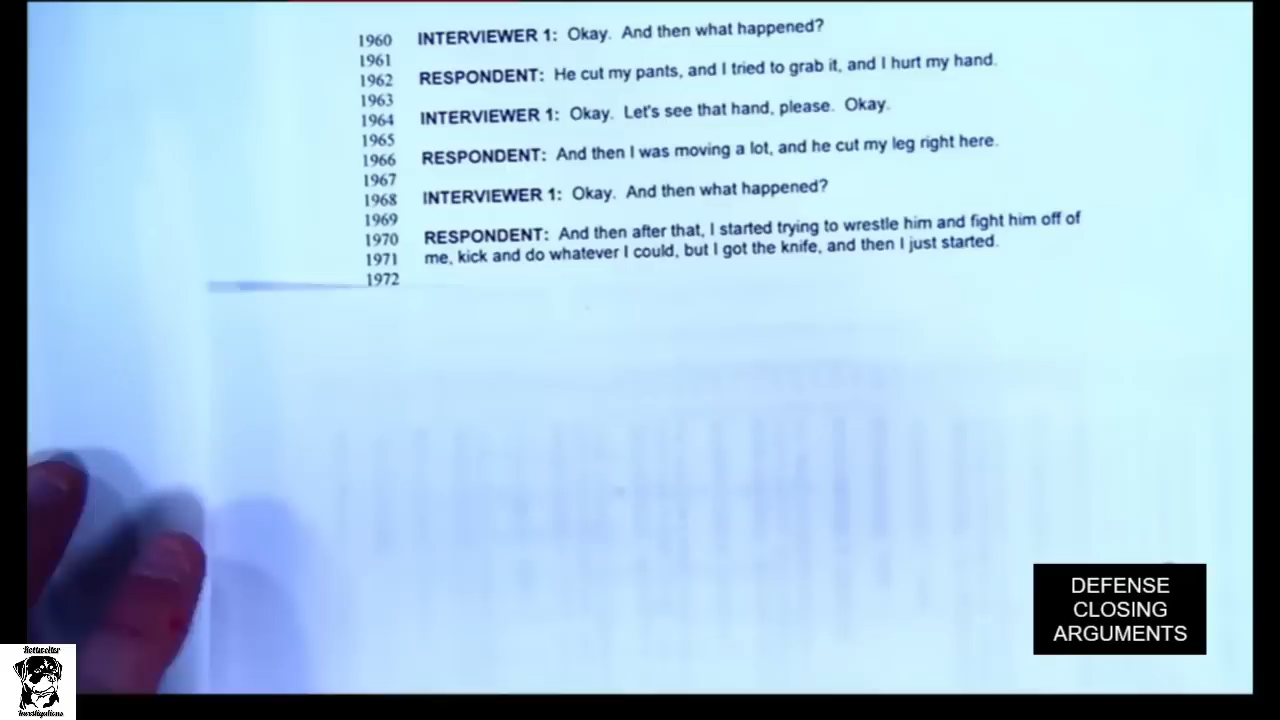 1960 INTERVIEWER 1: Okay. And then what happened?
1961
1962 RESPONDENT: He cut my pants, and I tried to grab it, and I hurt my hand.
1963
1964 INTERVIEWER 1: Okay. Let's see that hand, please. Okay.
1965
1966 RESPONDENT: And then I was moving a lot, and he cut my leg right here.
1967
1968 INTERVIEWER 1: Okay. And then what happened?
1969
1970 RESPONDENT: And then after that, I started trying to wrestle him and fight him off of
1971 me, kick and do whatever I could, but I got the knife, and then I just started.
1972
DEFENSE
CLOSING
ARGUMENTS
Rottweiler
Investigations